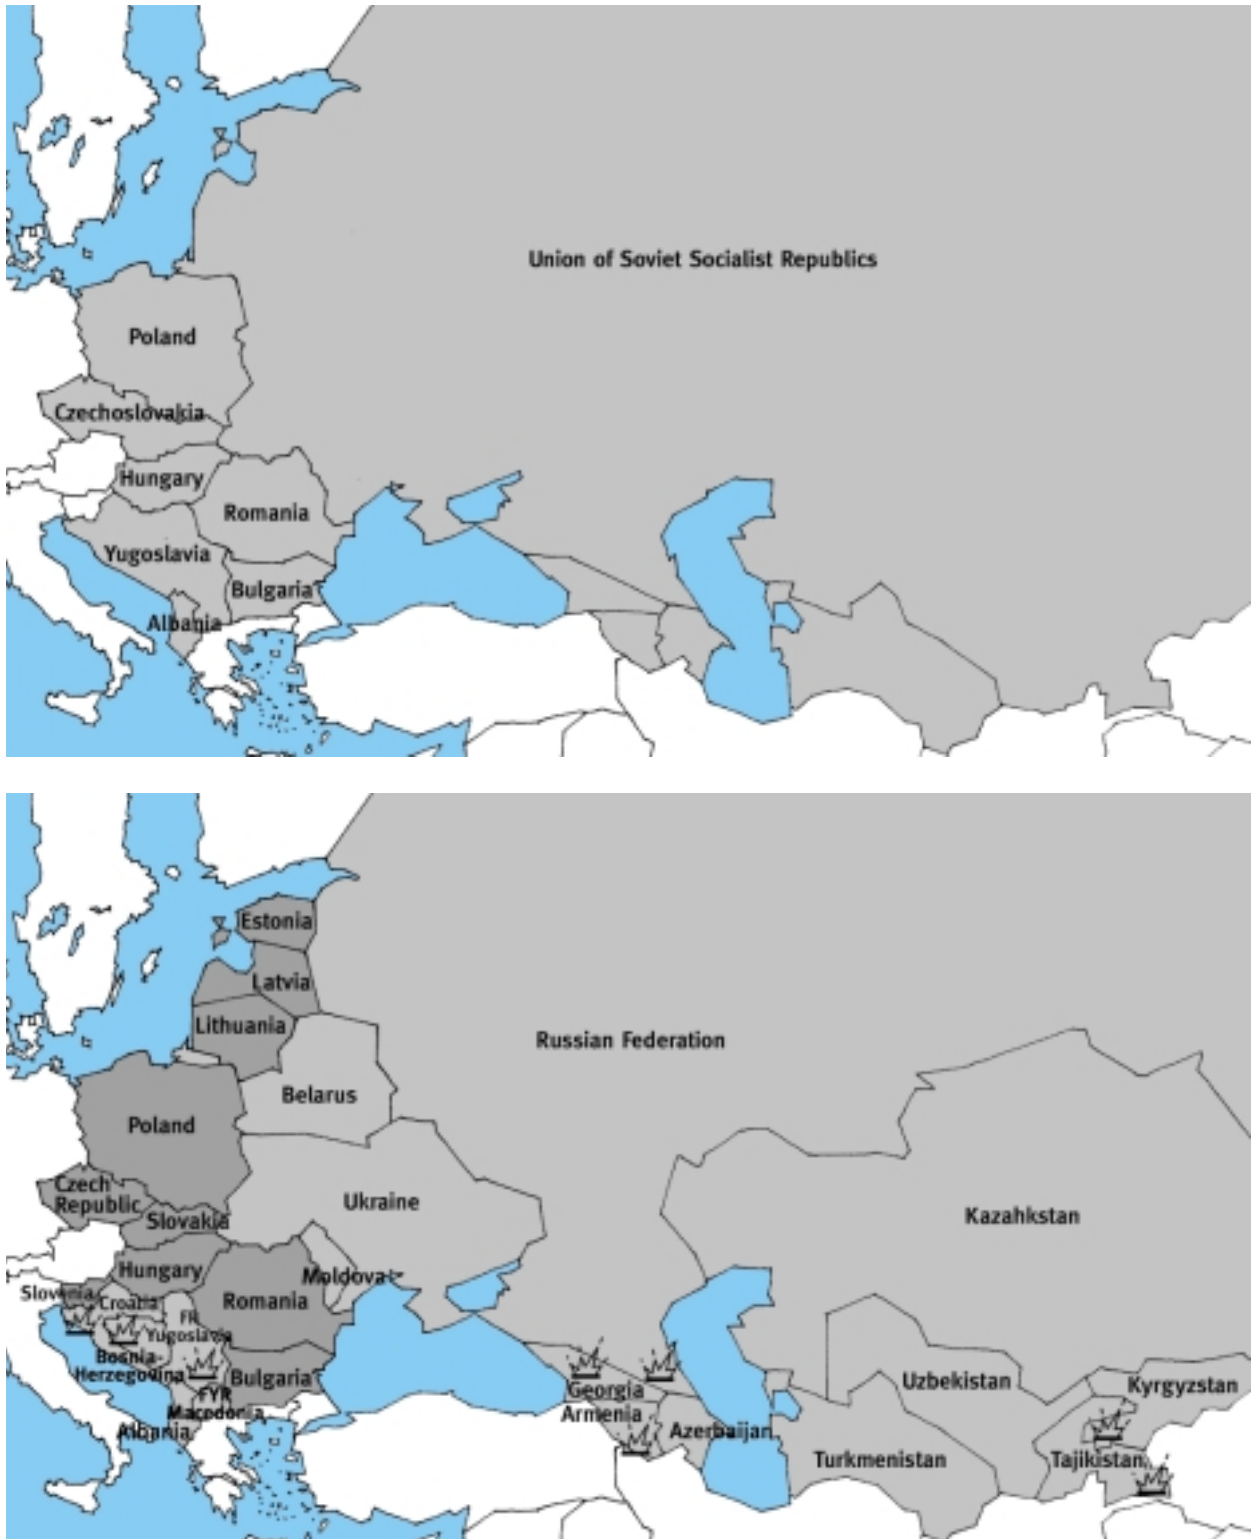 Union of Soviet Socialist Republics
Poland
Czechoslovakia
Hungary
Romania
Yugoslavia
Bulgaria
Albania
Estonia
Latvia
Lithuania
Russian Federation
Belarus
Poland
Czech
Republic
Ukraine
Slovakia
Kazahkstan
Hungary
Moldova
Slovenia
Croatia
Romania
FR
Yugoslavia
Bosnia-
Herzegovina
Bulgaria
Georgia
Uzbekistan
Kyrgyzstan
FYR
Macedonia
Armenia
Albania
Azerbaijan
Turkmenistan
Tajikistan